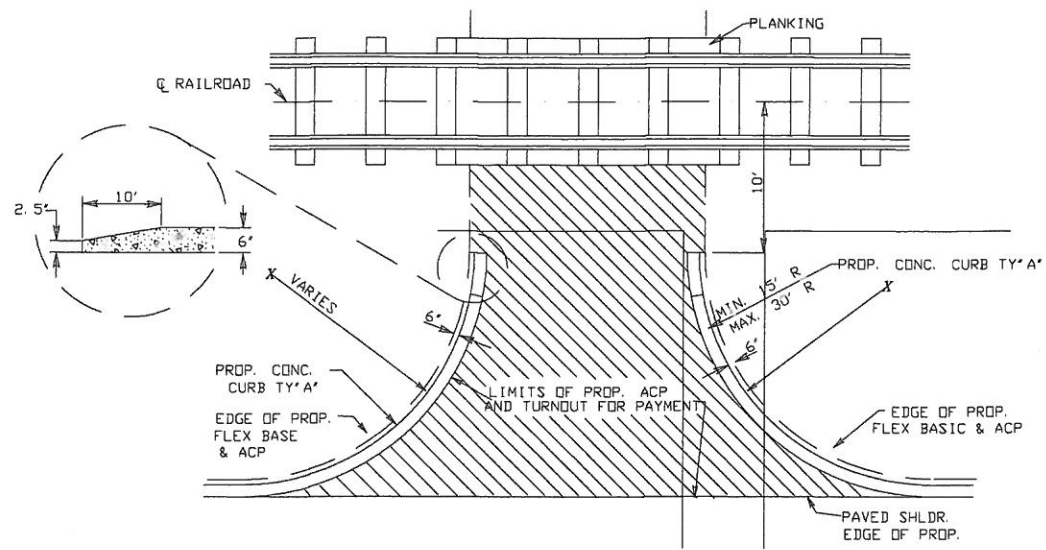 PLANKING
℄ RAILROAD
10'
10'
2.5"
6"
X VARIES
PROP. CONC. CURB TY"A"
MIN. 15' R
MAX. 30' R
X
6"
6"
PROP. CONC.
CURB TY"A"
LIMITS OF PROP. ACP
AND TURNOUT FOR PAYMENT
EDGE OF PROP.
FLEX BASE
& ACP
EDGE OF PROP.
FLEX BASIC & ACP
PAVED SHLDR.
EDGE OF PROP.